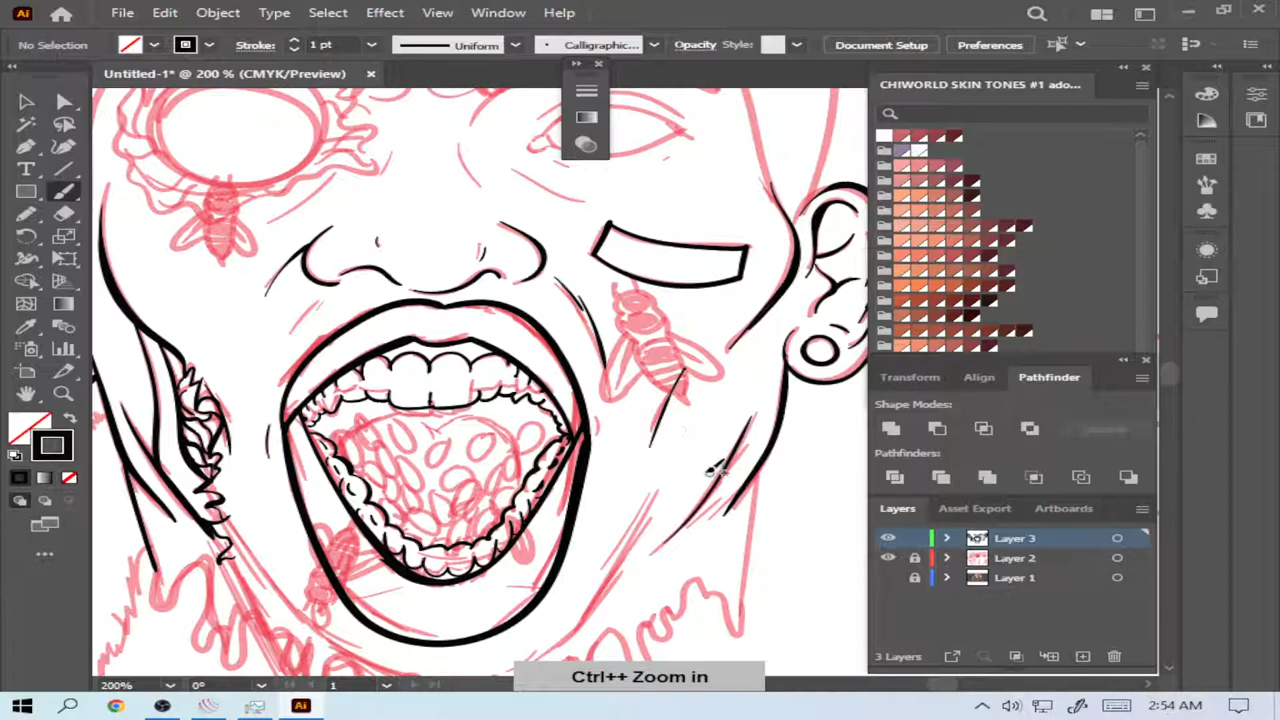 Ai File Edit Object Type Select Effect View Window Help
No Selection Stroke: 1 pt Uniform Calligraphic... Opacity Style: Document Setup Preferences
Untitled-1* @ 200 % (CMYK/Preview)
CHIWORLD SKIN TONES #1 ado...
Transform Align Pathfinder
Shape Modes:
Pathfinders:
Layers Asset Export Artboards
Layer 3
Layer 2
Layer 1
3 Layers
Ctrl++ Zoom in
200% 0° 1
Ai 2:54 AM